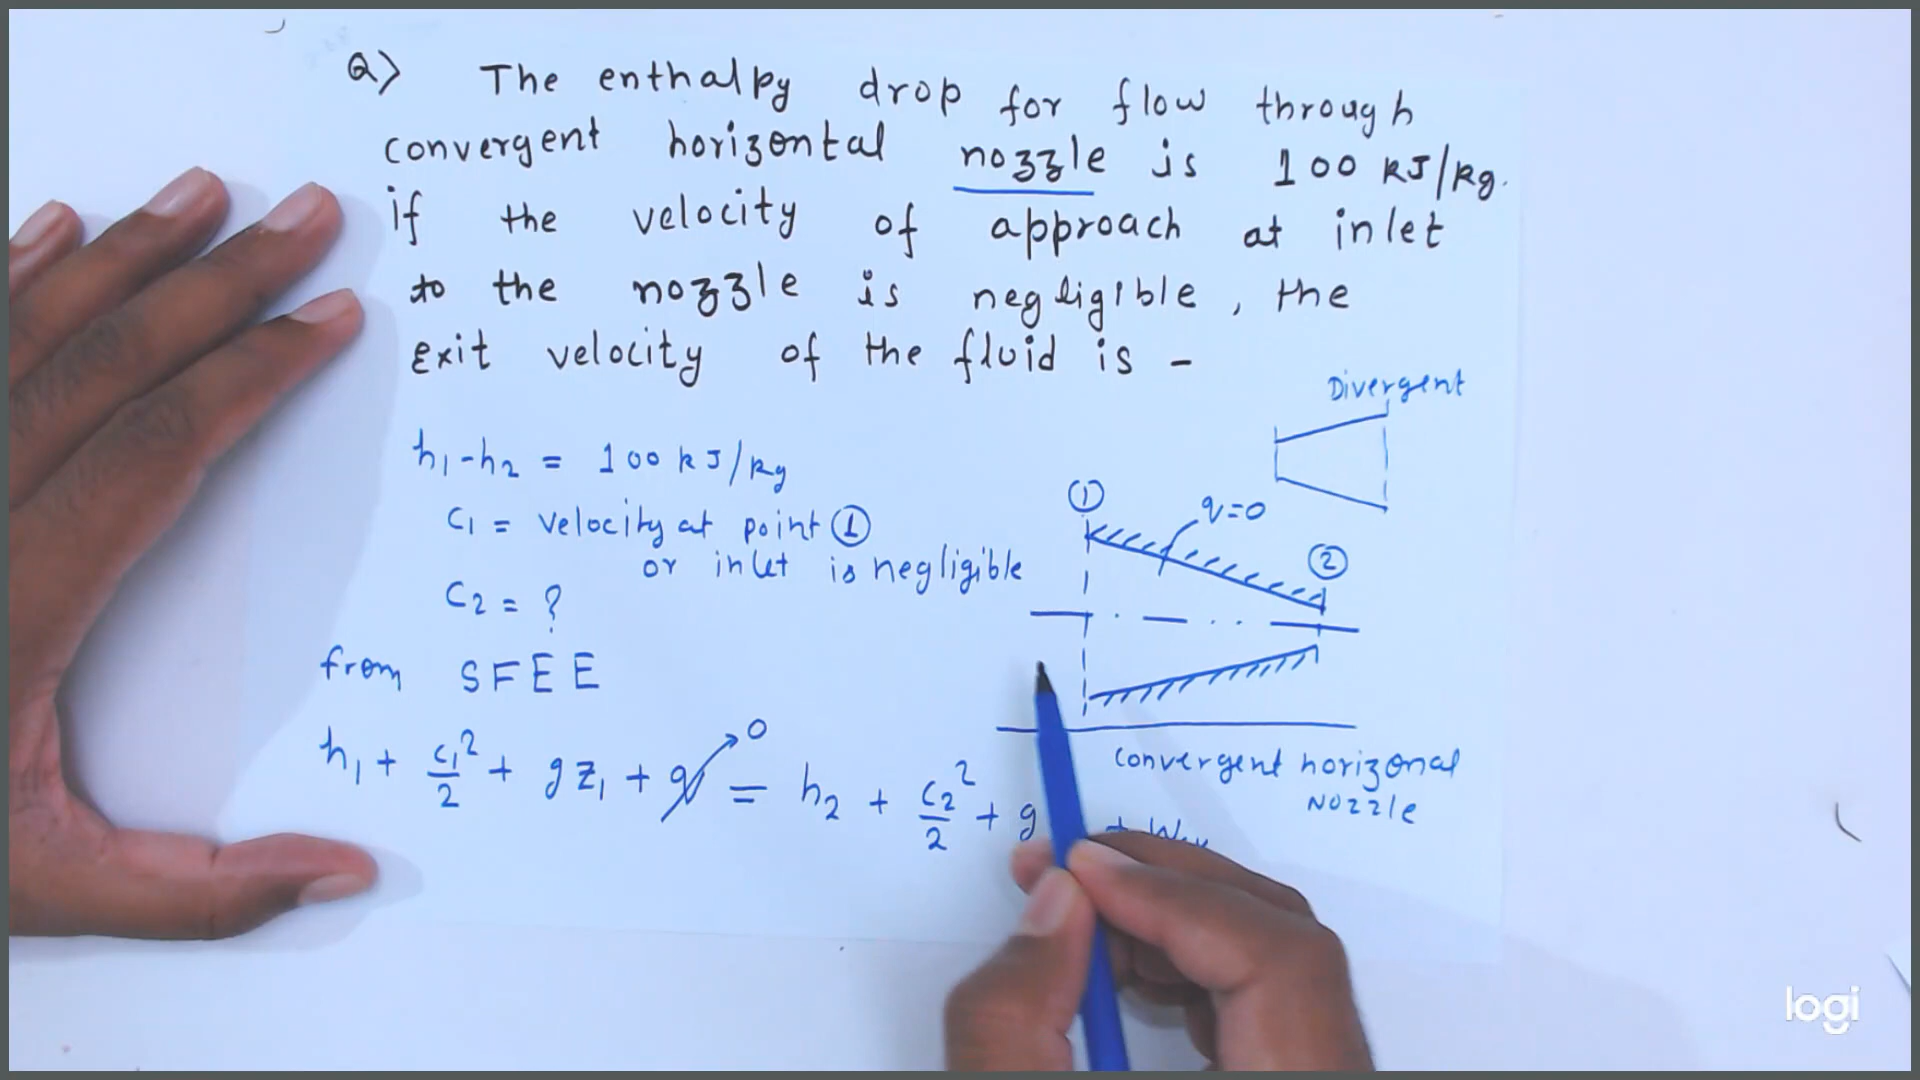 Q> The enthalpy drop for flow through
convergent horizontal nozzle is 100 kJ/kg.
if the velocity of approach at inlet
to the nozzle is negligible, the
Exit velocity of the fluid is -
Divergent
h1-h2 = 100 kJ/kg
C1 = velocity at point ①
or inlet is negligible
C2 = ?
① q=0
②
from SFEE
h1 + C1²/2 + gz1 + q 0 = h2 + C2²/2 + g
convergent horizonal
Nozzle
logi